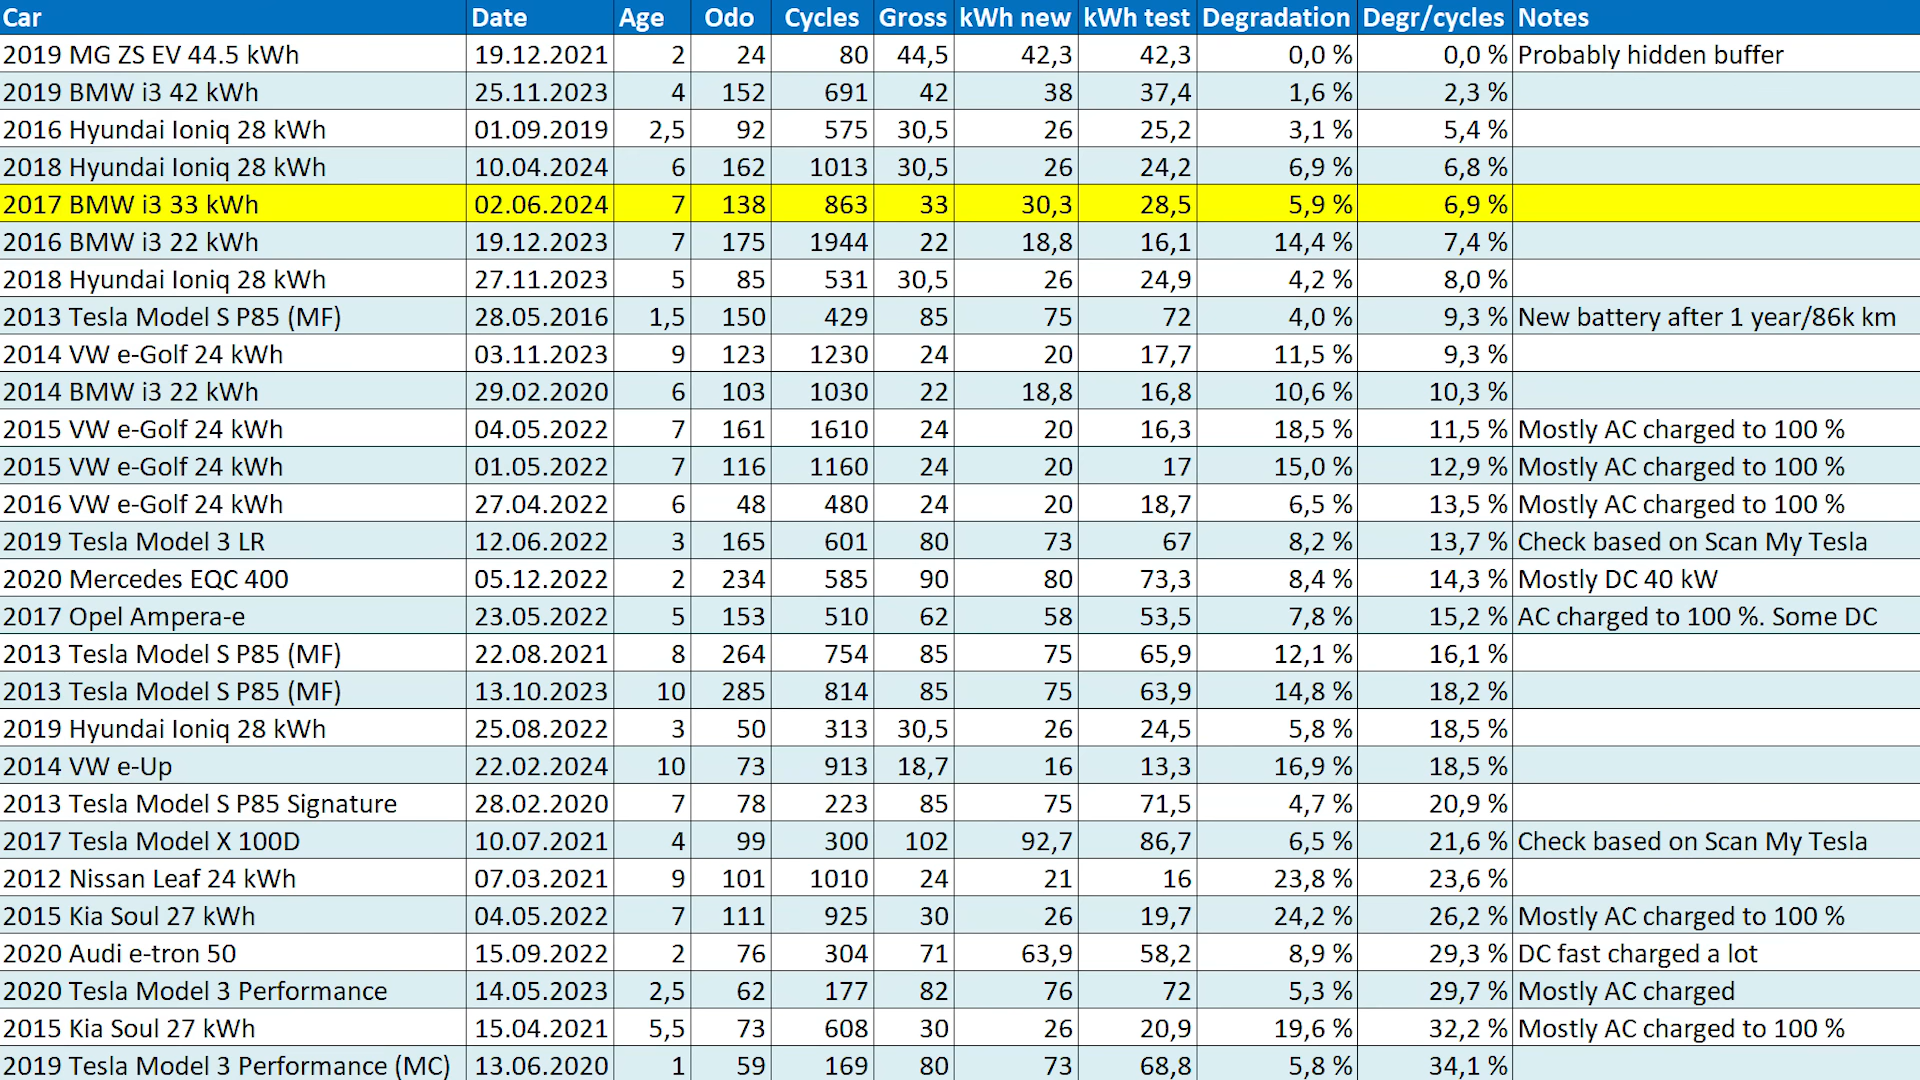 Car Date Age Odo Cycles Gross kWh new kWh test Degradation Degr/cycles Notes
2019 MG ZS EV 44.5 kWh 19.12.2021 2 24 80 44,5 42,3 42,3 0,0 % 0,0 % Probably hidden buffer
2019 BMW i3 42 kWh 25.11.2023 4 152 691 42 38 37,4 1,6 % 2,3 %
2016 Hyundai Ioniq 28 kWh 01.09.2019 2,5 92 575 30,5 26 25,2 3,1 % 5,4 %
2018 Hyundai Ioniq 28 kWh 10.04.2024 6 162 1013 30,5 26 24,2 6,9 % 6,8 %
2017 BMW i3 33 kWh 02.06.2024 7 138 863 33 30,3 28,5 5,9 % 6,9 %
2016 BMW i3 22 kWh 19.12.2023 7 175 1944 22 18,8 16,1 14,4 % 7,4 %
2018 Hyundai Ioniq 28 kWh 27.11.2023 5 85 531 30,5 26 24,9 4,2 % 8,0 %
2013 Tesla Model S P85 (MF) 28.05.2016 1,5 150 429 85 75 72 4,0 % 9,3 % New battery after 1 year/86k km
2014 VW e-Golf 24 kWh 03.11.2023 9 123 1230 24 20 17,7 11,5 % 9,3 %
2014 BMW i3 22 kWh 29.02.2020 6 103 1030 22 18,8 16,8 10,6 % 10,3 %
2015 VW e-Golf 24 kWh 04.05.2022 7 161 1610 24 20 16,3 18,5 % 11,5 % Mostly AC charged to 100 %
2015 VW e-Golf 24 kWh 01.05.2022 7 116 1160 24 20 17 15,0 % 12,9 % Mostly AC charged to 100 %
2016 VW e-Golf 24 kWh 27.04.2022 6 48 480 24 20 18,7 6,5 % 13,5 % Mostly AC charged to 100 %
2019 Tesla Model 3 LR 12.06.2022 3 165 601 80 73 67 8,2 % 13,7 % Check based on Scan My Tesla
2020 Mercedes EQC 400 05.12.2022 2 234 585 90 80 73,3 8,4 % 14,3 % Mostly DC 40 kW
2017 Opel Ampera-e 23.05.2022 5 153 510 62 58 53,5 7,8 % 15,2 % AC charged to 100 %. Some DC
2013 Tesla Model S P85 (MF) 22.08.2021 8 264 754 85 75 65,9 12,1 % 16,1 %
2013 Tesla Model S P85 (MF) 13.10.2023 10 285 814 85 75 63,9 14,8 % 18,2 %
2019 Hyundai Ioniq 28 kWh 25.08.2022 3 50 313 30,5 26 24,5 5,8 % 18,5 %
2014 VW e-Up 22.02.2024 10 73 913 18,7 16 13,3 16,9 % 18,5 %
2013 Tesla Model S P85 Signature 28.02.2020 7 78 223 85 75 71,5 4,7 % 20,9 %
2017 Tesla Model X 100D 10.07.2021 4 99 300 102 92,7 86,7 6,5 % 21,6 % Check based on Scan My Tesla
2012 Nissan Leaf 24 kWh 07.03.2021 9 101 1010 24 21 16 23,8 % 23,6 %
2015 Kia Soul 27 kWh 04.05.2022 7 111 925 30 26 19,7 24,2 % 26,2 % Mostly AC charged to 100 %
2020 Audi e-tron 50 15.09.2022 2 76 304 71 63,9 58,2 8,9 % 29,3 % DC fast charged a lot
2020 Tesla Model 3 Performance 14.05.2023 2,5 62 177 82 76 72 5,3 % 29,7 % Mostly AC charged
2015 Kia Soul 27 kWh 15.04.2021 5,5 73 608 30 26 20,9 19,6 % 32,2 % Mostly AC charged to 100 %
2019 Tesla Model 3 Performance (MC) 13.06.2020 1 59 169 80 73 68,8 5,8 % 34,1 %